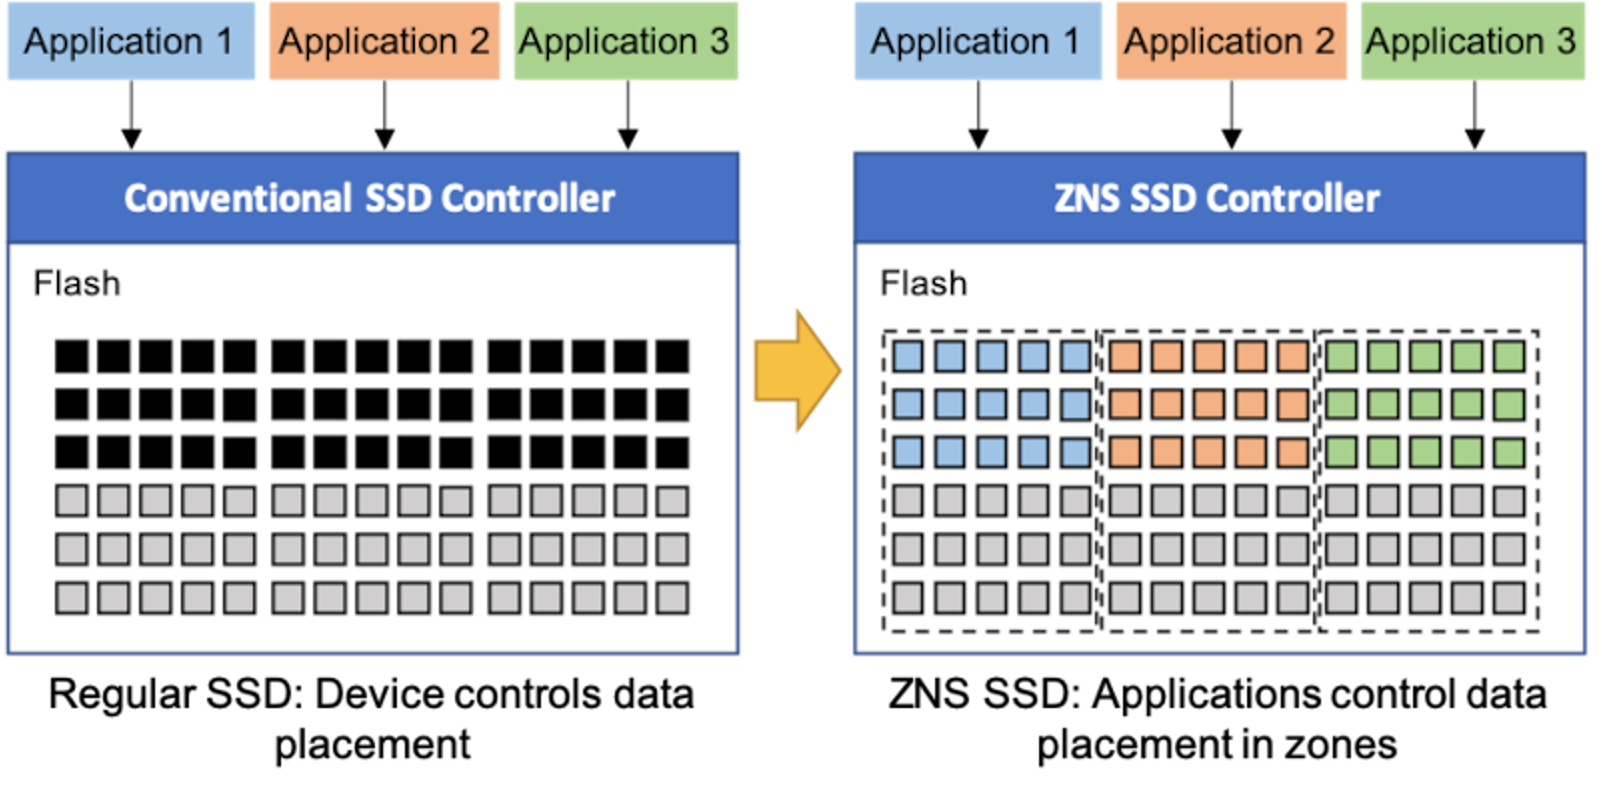 Application 1
Application 2
Application 3
Conventional SSD Controller
Flash
Regular SSD: Device controls data
placement
Application 1
Application 2
Application 3
ZNS SSD Controller
Flash
ZNS SSD: Applications control data
placement in zones